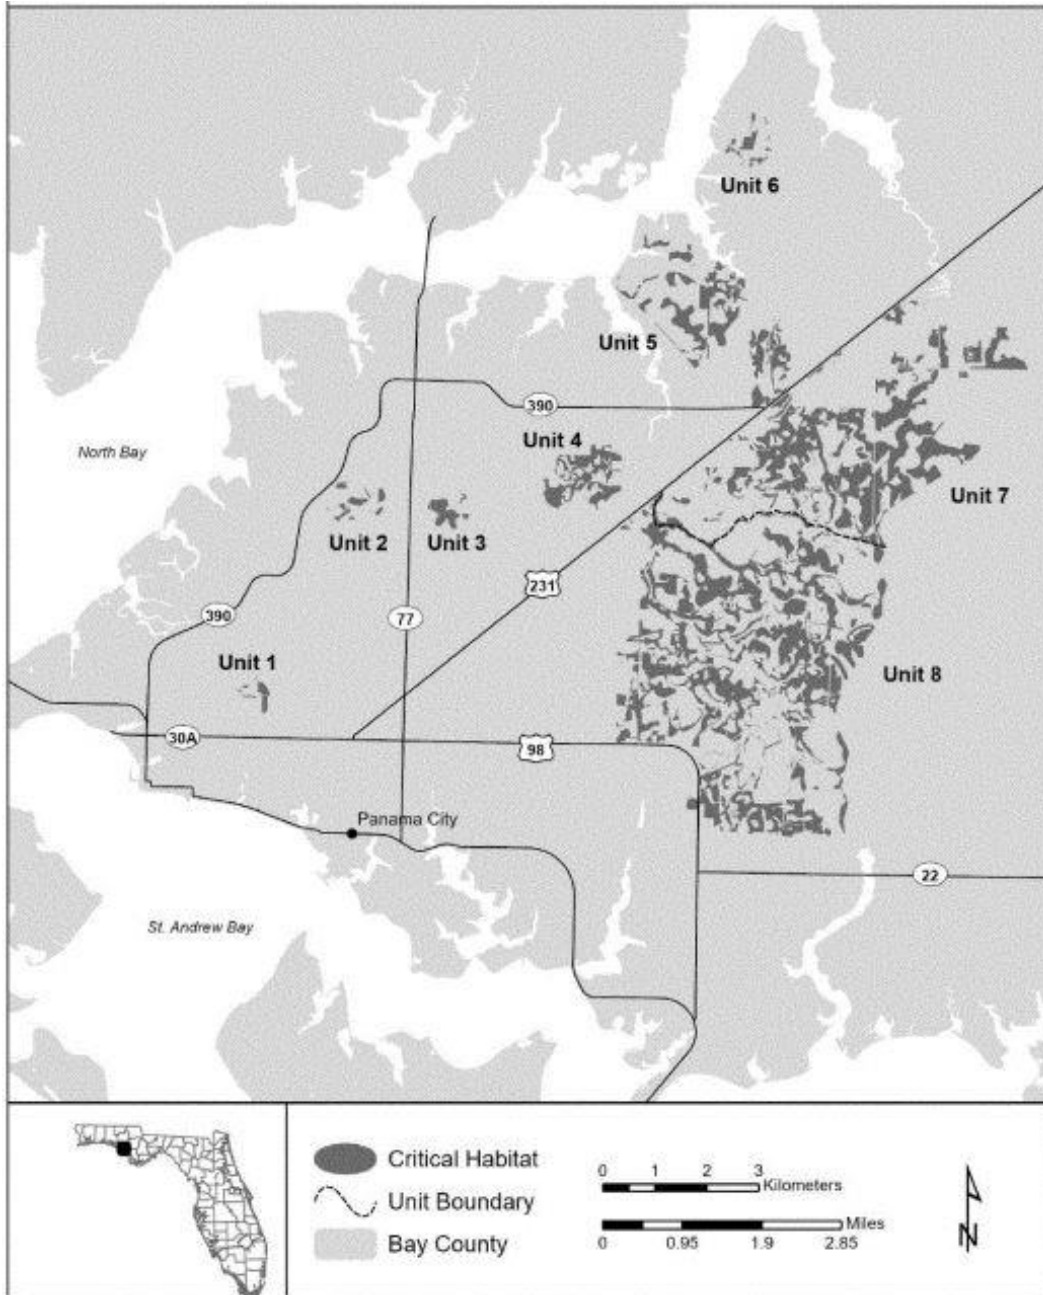 Unit 6
Unit 5
390
Unit 4
North Bay
Unit 7
Unit 2
Unit 3
231
390
77
Unit 1
Unit 8
30A
98
Panama City
22
St. Andrew Bay
Critical Habitat
Unit Boundary
Bay County
0 1 2 3
Kilometers
Miles
0 0.95 1.9 2.85
N